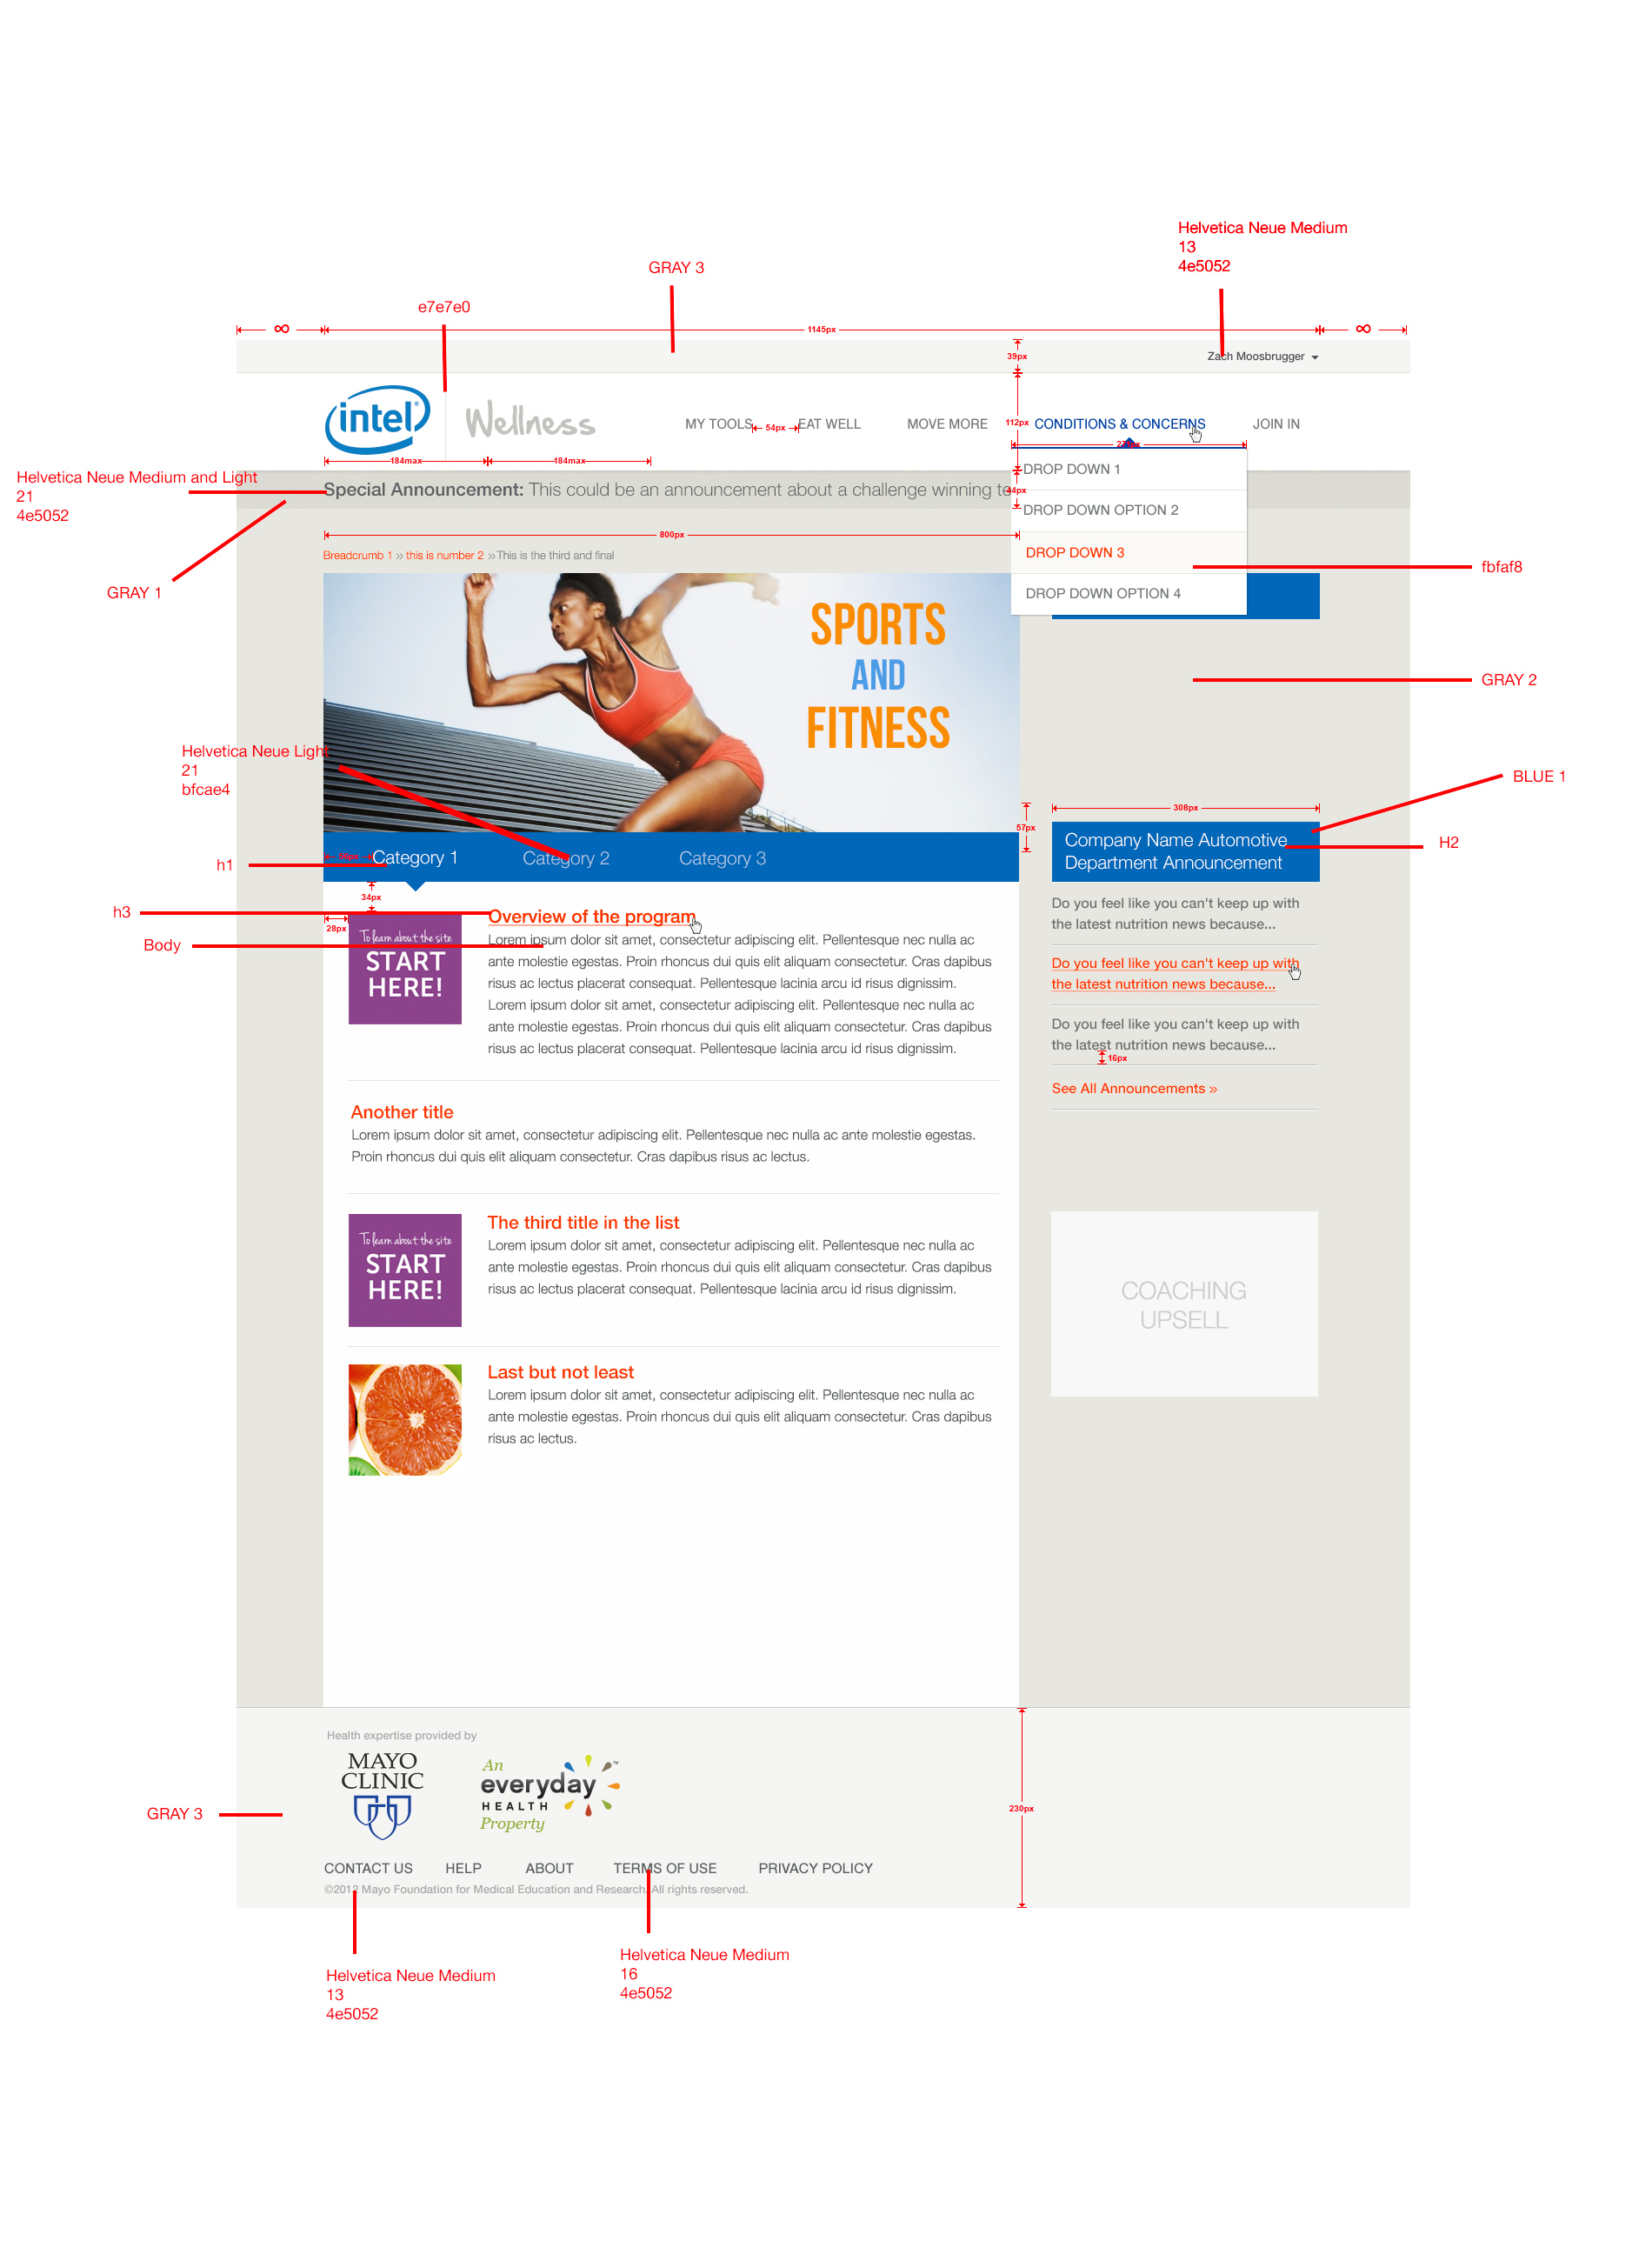 Helvetica Neue Medium
13
4e5052
GRAY 3
e7e7e0
∞
1145px
∞
39px
Zach Moosbrugger
intel
Wellness
MY TOOLS
54px
EAT WELL
MOVE MORE
112px
CONDITIONS & CONCERNS
JOIN IN
184max
184max
DROP DOWN 1
Helvetica Neue Medium and Light
21
4e5052
Special Announcement: This could be an announcement about a challenge winning te
44px
DROP DOWN OPTION 2
800px
Breadcrumb 1 » this is number 2 » This is the third and final
DROP DOWN 3
fbfaf8
GRAY 1
DROP DOWN OPTION 4
SPORTS
AND
FITNESS
GRAY 2
Helvetica Neue Light
21
bfcae4
BLUE 1
308px
57px
Company Name Automotive
Department Announcement
H2
h1
Category 1
Category 2
Category 3
34px
28px
h3
Overview of the program
Body
Lorem ipsum dolor sit amet, consectetur adipiscing elit. Pellentesque nec nulla ac
ante molestie egestas. Proin rhoncus dui quis elit aliquam consectetur. Cras dapibus
risus ac lectus placerat consequat. Pellentesque lacinia arcu id risus dignissim.
Lorem ipsum dolor sit amet, consectetur adipiscing elit. Pellentesque nec nulla ac
ante molestie egestas. Proin rhoncus dui quis elit aliquam consectetur. Cras dapibus
risus ac lectus placerat consequat. Pellentesque lacinia arcu id risus dignissim.
To learn about the site
START
HERE!
Do you feel like you can't keep up with
the latest nutrition news because...
Do you feel like you can't keep up with
the latest nutrition news because...
Do you feel like you can't keep up with
the latest nutrition news because...
16px
See All Announcements »
Another title
Lorem ipsum dolor sit amet, consectetur adipiscing elit. Pellentesque nec nulla ac ante molestie egestas.
Proin rhoncus dui quis elit aliquam consectetur. Cras dapibus risus ac lectus.
To learn about the site
START
HERE!
The third title in the list
Lorem ipsum dolor sit amet, consectetur adipiscing elit. Pellentesque nec nulla ac
ante molestie egestas. Proin rhoncus dui quis elit aliquam consectetur. Cras dapibus
risus ac lectus placerat consequat. Pellentesque lacinia arcu id risus dignissim.
COACHING
UPSELL
Last but not least
Lorem ipsum dolor sit amet, consectetur adipiscing elit. Pellentesque nec nulla ac
ante molestie egestas. Proin rhoncus dui quis elit aliquam consectetur. Cras dapibus
risus ac lectus.
Health expertise provided by
MAYO
CLINIC
An
everyday
HEALTH
Property
™
230px
GRAY 3
CONTACT US
HELP
ABOUT
TERMS OF USE
PRIVACY POLICY
©2012 Mayo Foundation for Medical Education and Research. All rights reserved.
Helvetica Neue Medium
16
4e5052
Helvetica Neue Medium
13
4e5052